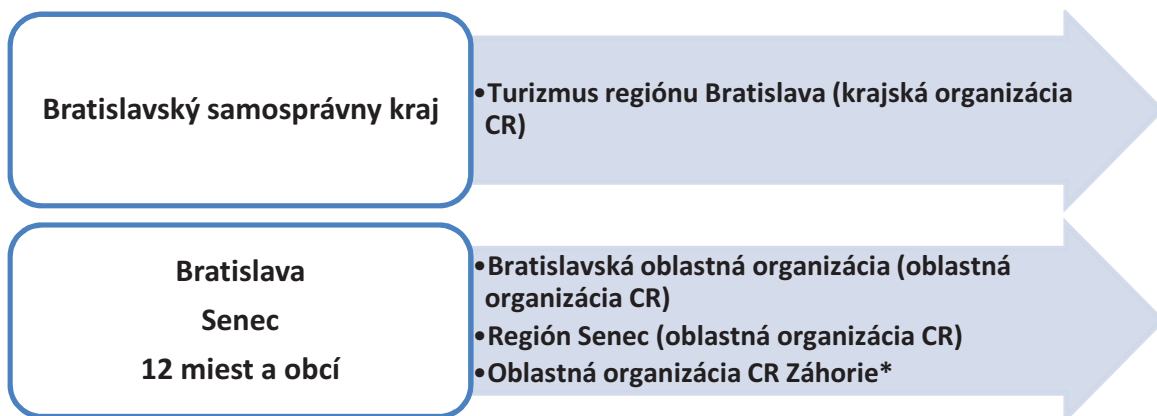 Bratislavský samosprávny kraj
•Turizmus regiónu Bratislava (krajská organizácia
CR)
Bratislava
Senec
12 miest a obcí
•Bratislavská oblastná organizácia (oblastná
organizácia CR)
•Región Senec (oblastná organizácia CR)
•Oblastná organizácia CR Záhorie*